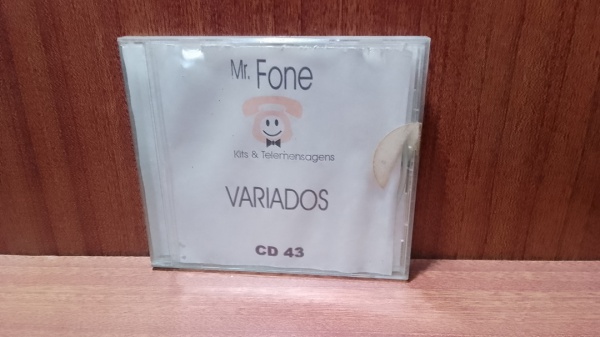 Mr. Fone
Kits & Telemensagens
VARIADOS
CD 43